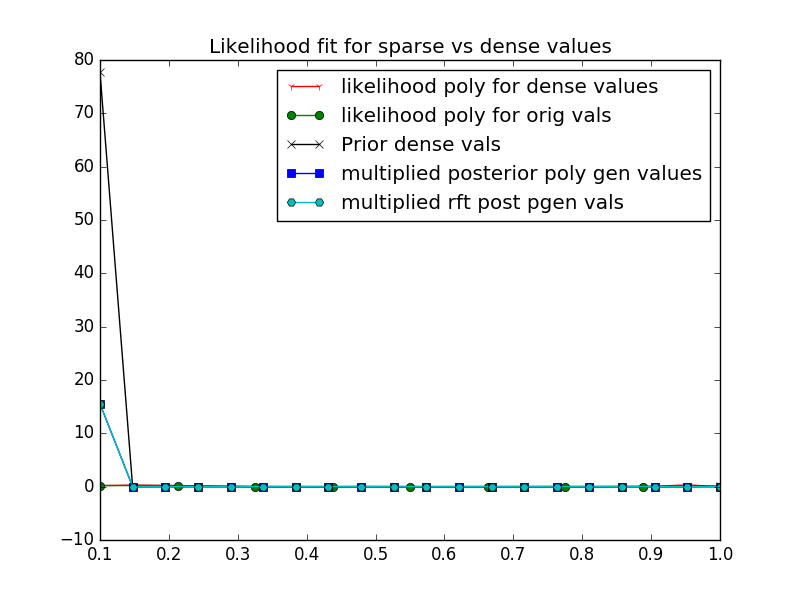 Likelihood fit for sparse vs dense values
likelihood poly for dense values
likelihood poly for orig vals
Prior dense vals
multiplied posterior poly gen values
multiplied rft post pgen vals
80
70
60
50
40
30
20
10
0
−10
0.1 0.2 0.3 0.4 0.5 0.6 0.7 0.8 0.9 1.0